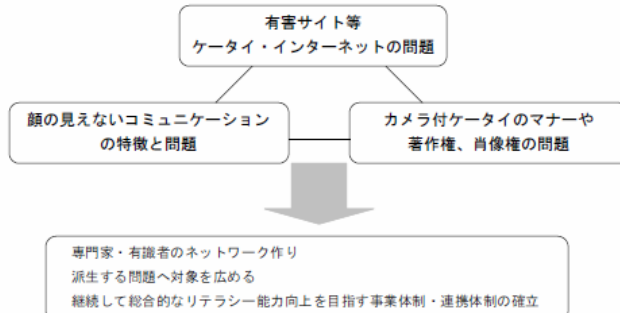 有害サイト等
ケータイ・インターネットの問題
顔の見えないコミュニケーション
の特徴と問題
カメラ付ケータイのマナーや
著作権、肖像権の問題
専門家・有識者のネットワーク作り
派生する問題へ対象を広める
継続して総合的なリテラシー能力向上を目指す事業体制・連携体制の確立